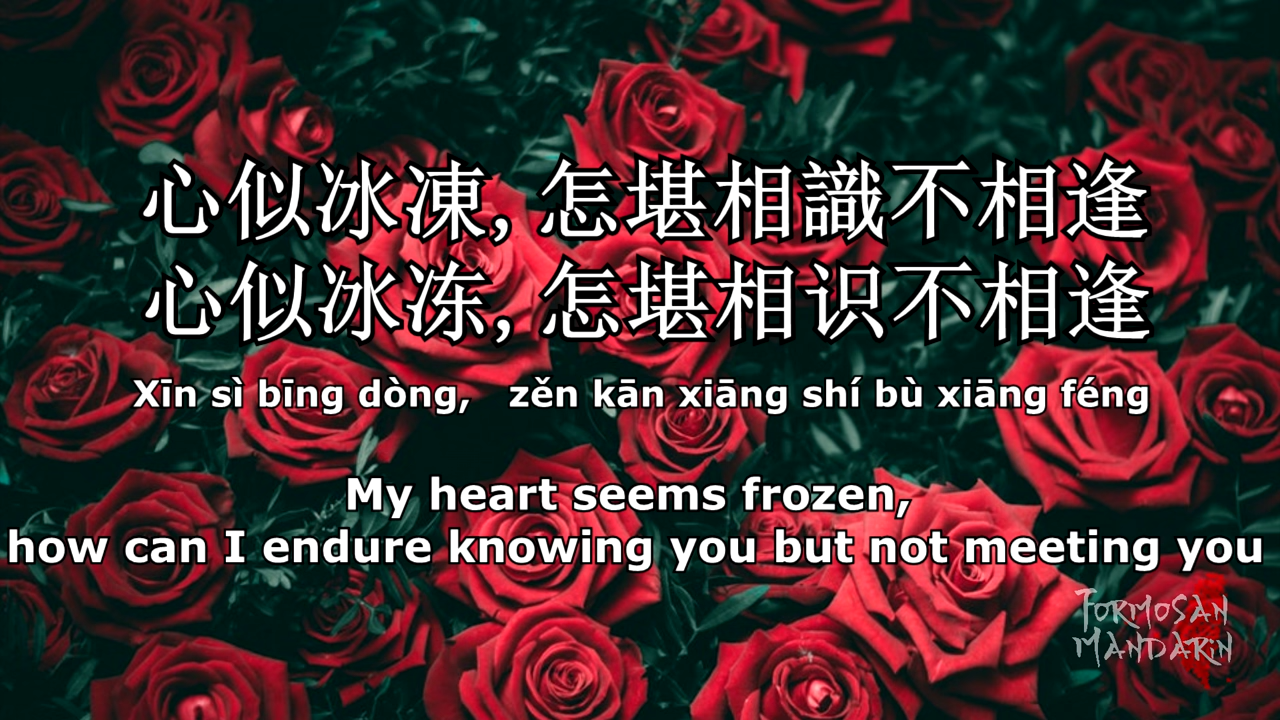 心似冰凍, 怎堪相識不相逢
心似冰冻, 怎堪相识不相逢
Xīn sì bīng dòng, zěn kān xiāng shí bù xiāng féng
My heart seems frozen,
how can I endure knowing you but not meeting you
FORMOSAN
MANDARIN